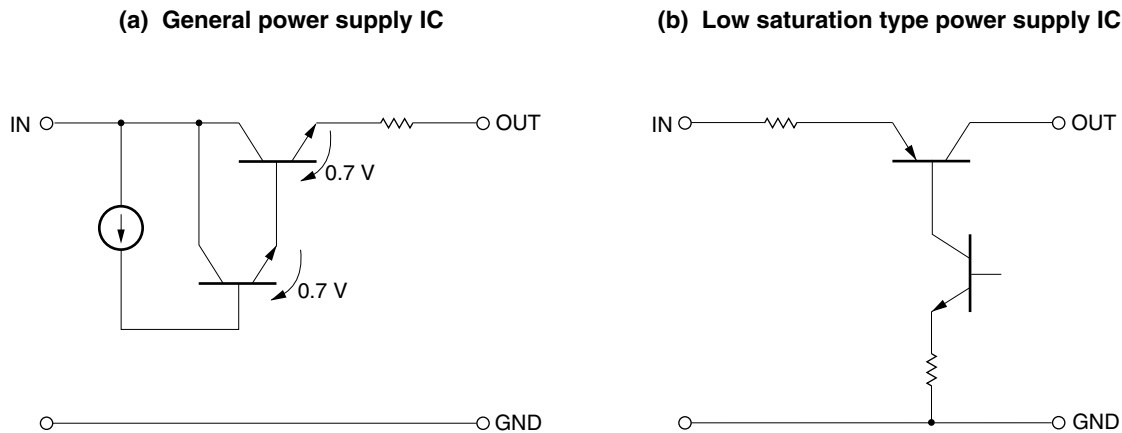 (a) General power supply IC
IN
OUT
0.7 V
0.7 V
GND
(b) Low saturation type power supply IC
IN
OUT
GND